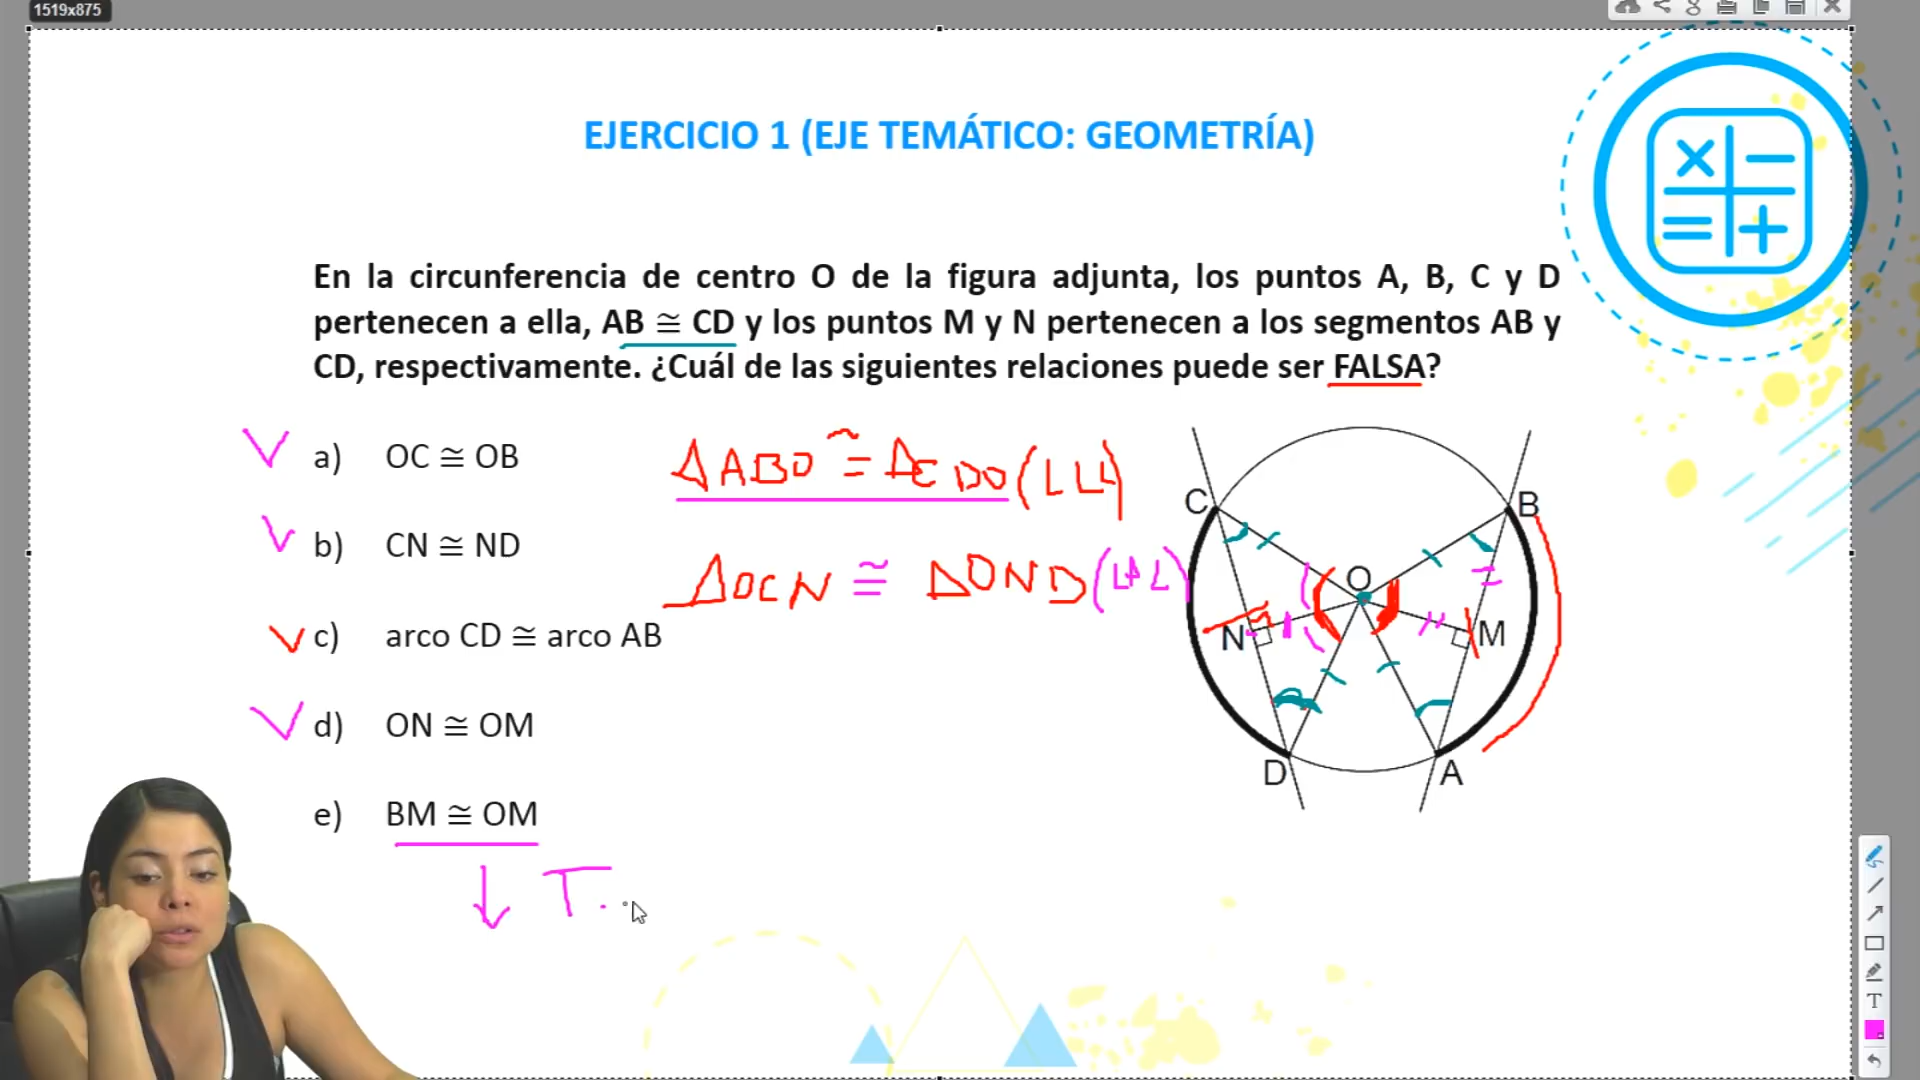 1519x875
EJERCICIO 1 (EJE TEMÁTICO: GEOMETRÍA)
En la circunferencia de centro O de la figura adjunta, los puntos A, B, C y D
pertenecen a ella, AB ≅ CD y los puntos M y N pertenecen a los segmentos AB y
CD, respectivamente. ¿Cuál de las siguientes relaciones puede ser FALSA?
V a) OC ≅ OB
V b) CN ≅ ND
V c) arco CD ≅ arco AB
V d) ON ≅ OM
e) BM ≅ OM
↓ T.
ΔABO ≅ ΔCDO (LLL)
ΔOCN ≅ ΔOND (LAL)
C
B
O
N
M
D
A
T